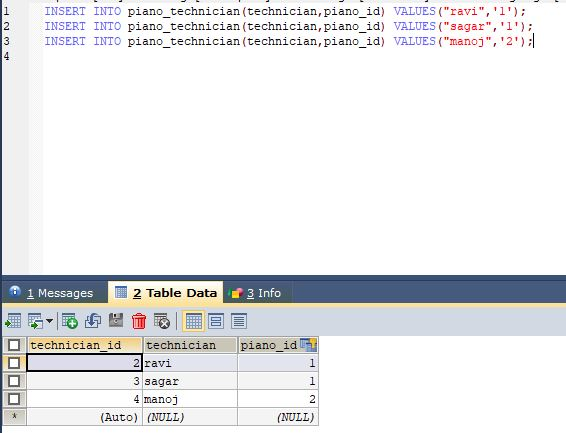 1 INSERT INTO piano_technician(technician,piano_id) VALUES("ravi",'1');
2 INSERT INTO piano_technician(technician,piano_id) VALUES("sagar",'1');
3 INSERT INTO piano_technician(technician,piano_id) VALUES("manoj",'2');
4
1 Messages 2 Table Data 3 Info
technician_id technician piano_id
2 ravi 1
3 sagar 1
4 manoj 2
* (Auto) (NULL) (NULL)